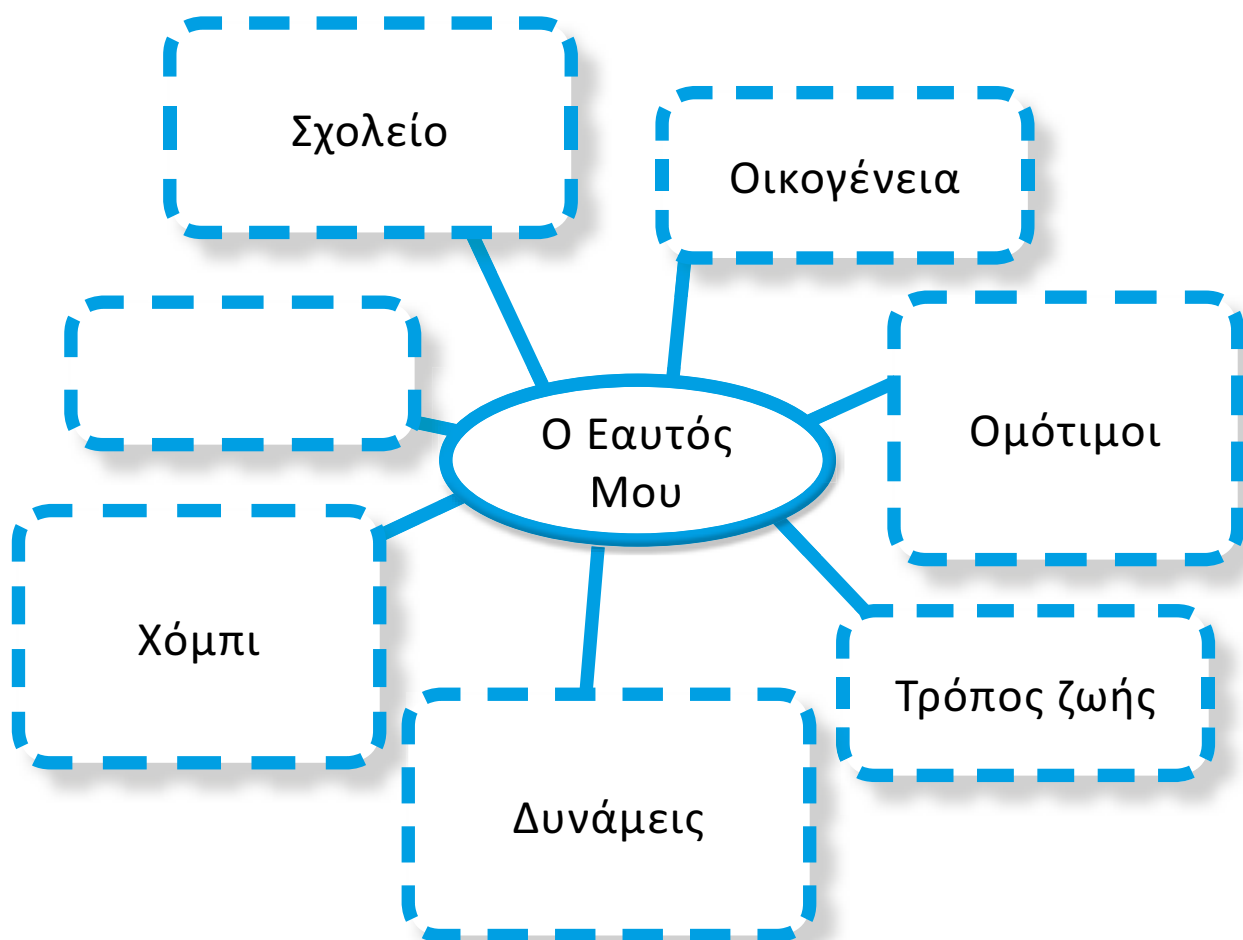 Σχολείο
Οικογένεια
Ομότιμοι
Ο Εαυτός
Μου
Χόμπι
Τρόπος ζωής
Δυνάμεις